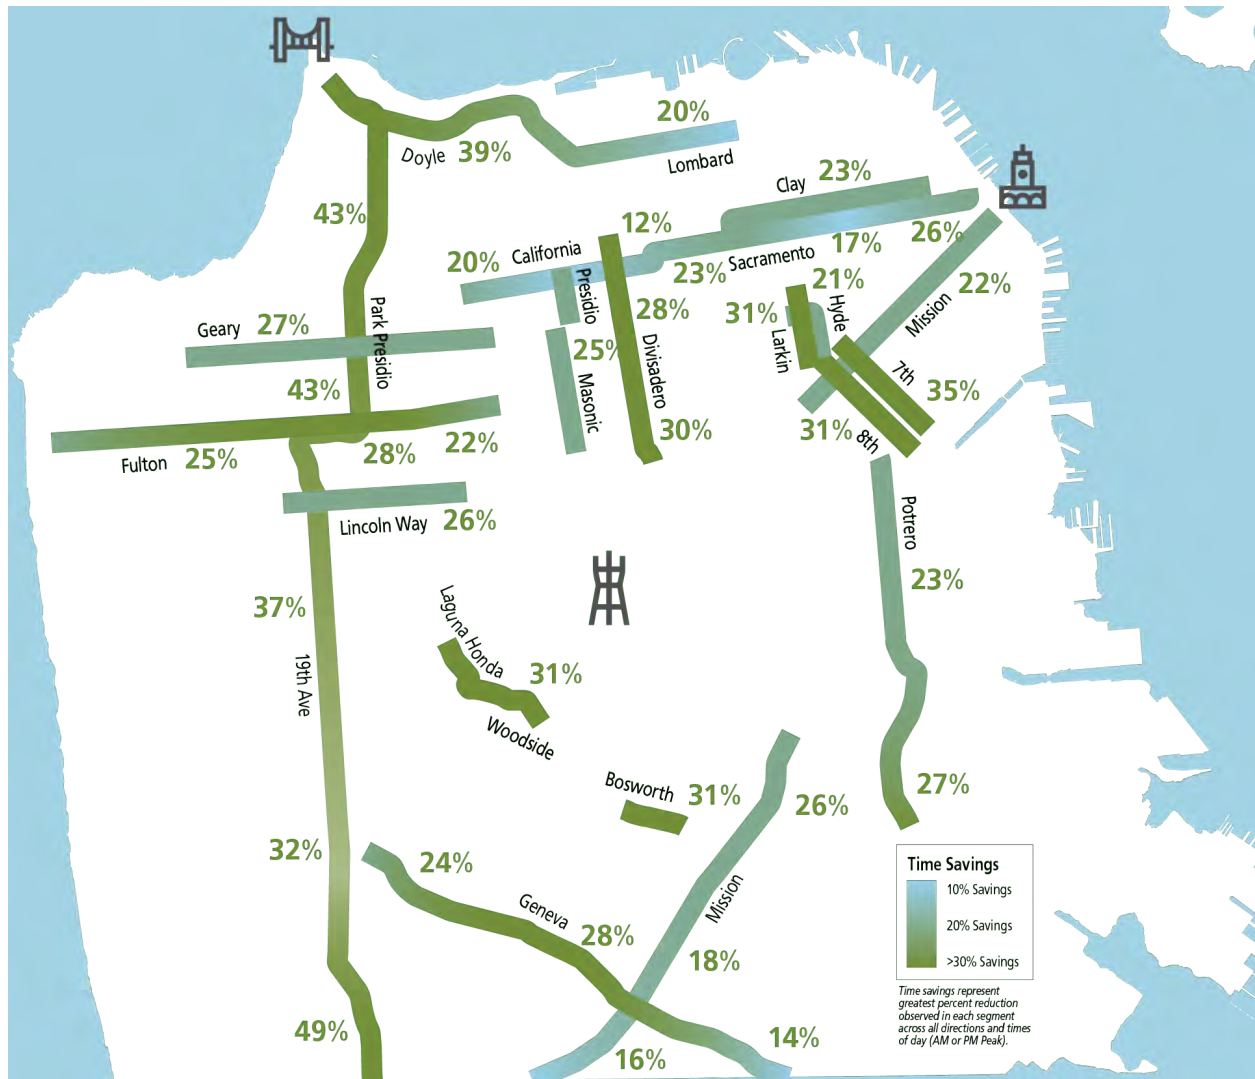 20%
Doyle
39%
Lombard
Clay
23%
43%
12%
California
20%
Sacramento
17%
26%
23%
Presidio
21%
22%
Hyde
Mission
28%
31%
Larkin
Geary
27%
Park Presidio
25%
Masonic
Divisadero
7th
35%
43%
30%
31%
8th
Fulton
25%
28%
22%
Lincoln Way
26%
Potrero
23%
37%
19th Ave
Laguna Honda
31%
Woodside
Bosworth
31%
26%
27%
32%
24%
Mission
Geneva
28%
18%
49%
16%
14%
Time Savings
10% Savings
20% Savings
>30% Savings
Time savings represent
greatest percent reduction
observed in each segment
across all directions and times
of day (AM or PM Peak).